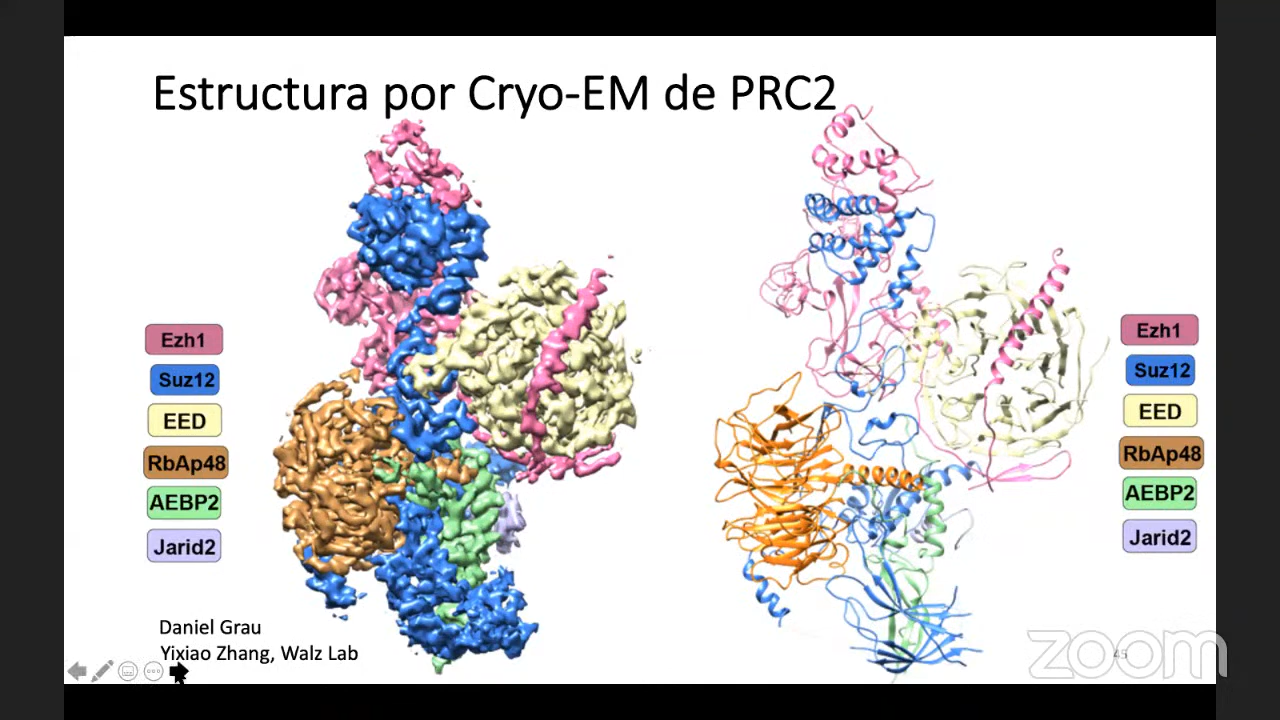 Estructura por Cryo-EM de PRC2
Ezh1
Suz12
EED
RbAp48
AEBP2
Jarid2
Ezh1
Suz12
EED
RbAp48
AEBP2
Jarid2
Daniel Grau
Yixiao Zhang, Walz Lab
45
zoom